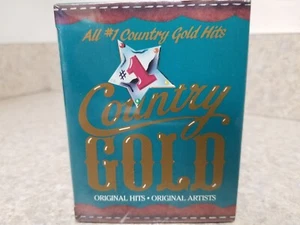 All #1 Country Gold Hits
#1
Country
GOLD
ORIGINAL HITS • ORIGINAL ARTISTS